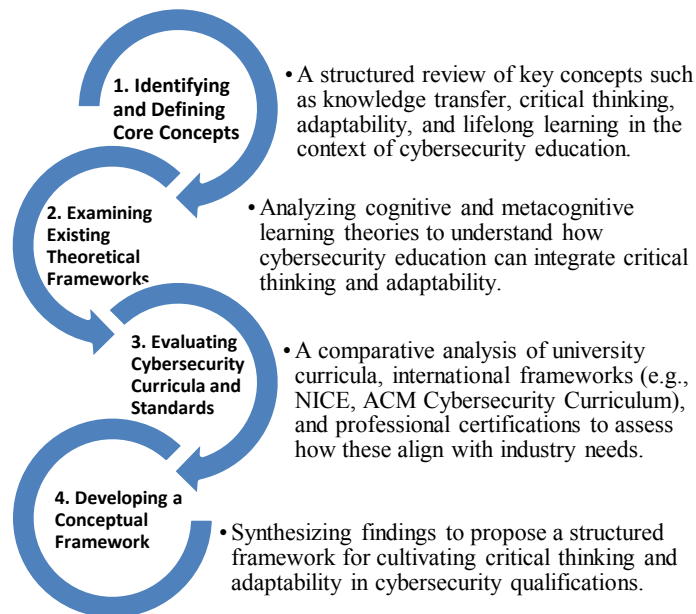 1. Identifying
and Defining
Core Concepts
• A structured review of key concepts such
as knowledge transfer, critical thinking,
adaptability, and lifelong learning in the
context of cybersecurity education.
2. Examining
Existing
Theoretical
Frameworks
• Analyzing cognitive and metacognitive
learning theories to understand how
cybersecurity education can integrate critical
thinking and adaptability.
3. Evaluating
Cybersecurity
Curricula and
Standards
• A comparative analysis of university
curricula, international frameworks (e.g.,
NICE, ACM Cybersecurity Curriculum),
and professional certifications to assess
how these align with industry needs.
4. Developing a
Conceptual
Framework
• Synthesizing findings to propose a structured
framework for cultivating critical thinking and
adaptability in cybersecurity qualifications.